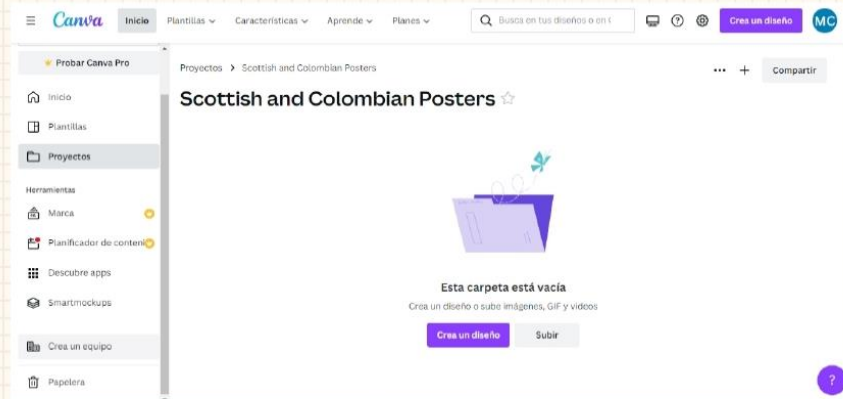 Canva
Inicio
Plantillas
Características
Aprende
Planes
Busca en tus diseños o en
Crea un diseño
MC
Probar Canva Pro
Inicio
Plantillas
Proyectos
Herramientas
Marca
Planificador de conteni
Descubre apps
Smartmockups
Crea un equipo
Papelera
Proyectos > Scottish and Colombian Posters
Compartir
Scottish and Colombian Posters
Esta carpeta está vacía
Crea un diseño o sube imágenes, GIF y videos
Crea un diseño
Subir
?